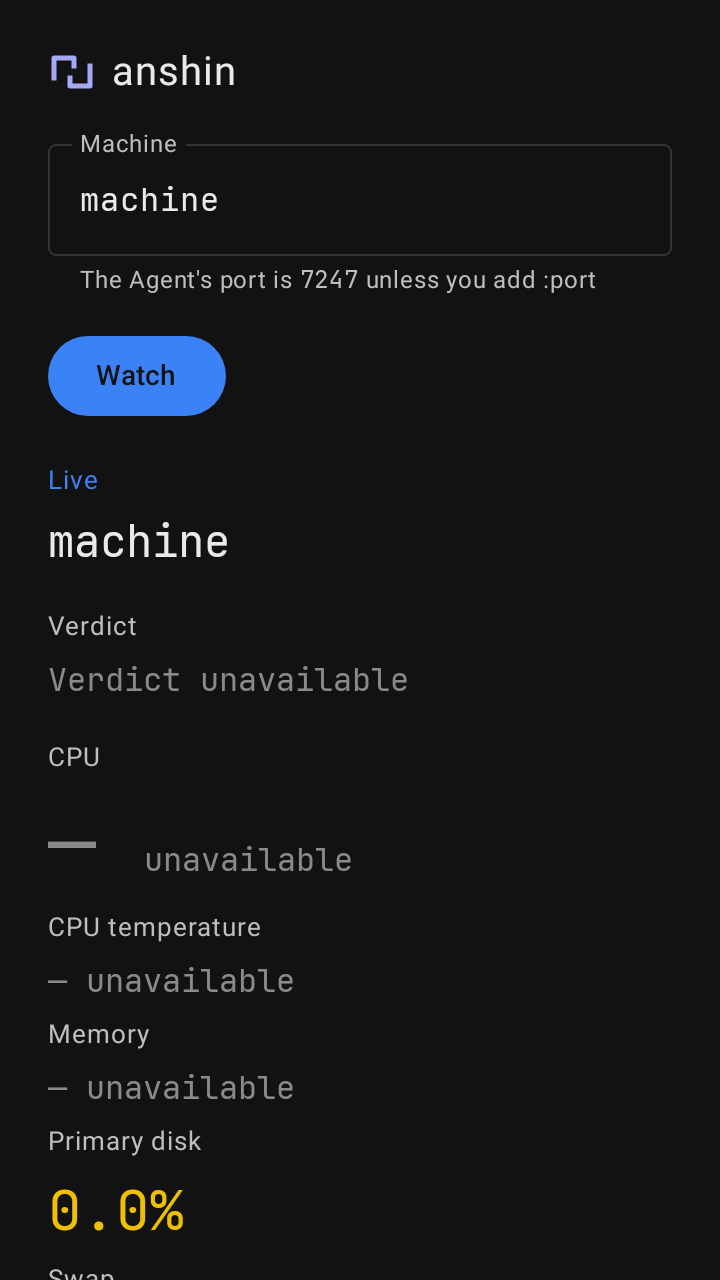 anshin
Machine
machine
The Agent's port is 7247 unless you add :port
Watch
Live
machine
Verdict
Verdict unavailable
CPU
— unavailable
CPU temperature
— unavailable
Memory
— unavailable
Primary disk
0.0%
Swap